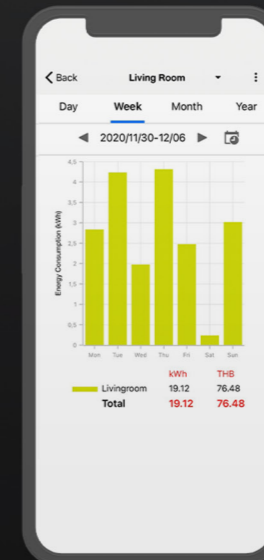 Back Living Room
Day Week Month Year
2020/11/30-12/06
4,5
4
3,5
3
2,5
2
1,5
1
0,5
0
Energy Consumption (kWh)
Mon Tue Wed Thu Fri Sat Sun
kWh THB
Livingroom 19.12 76.48
Total 19.12 76.48